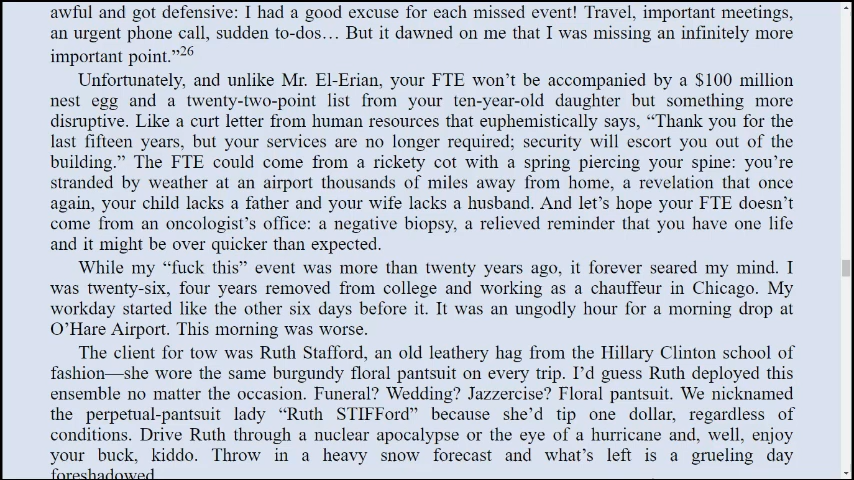 awful and got defensive: I had a good excuse for each missed event! Travel, important meetings,
an urgent phone call, sudden to-dos… But it dawned on me that I was missing an infinitely more
important point.”26
Unfortunately, and unlike Mr. El-Erian, your FTE won’t be accompanied by a $100 million
nest egg and a twenty-two-point list from your ten-year-old daughter but something more
disruptive. Like a curt letter from human resources that euphemistically says, “Thank you for the
last fifteen years, but your services are no longer required; security will escort you out of the
building.” The FTE could come from a rickety cot with a spring piercing your spine: you’re
stranded by weather at an airport thousands of miles away from home, a revelation that once
again, your child lacks a father and your wife lacks a husband. And let’s hope your FTE doesn’t
come from an oncologist’s office: a negative biopsy, a relieved reminder that you have one life
and it might be over quicker than expected.
While my “fuck this” event was more than twenty years ago, it forever seared my mind. I
was twenty-six, four years removed from college and working as a chauffeur in Chicago. My
workday started like the other six days before it. It was an ungodly hour for a morning drop at
O’Hare Airport. This morning was worse.
The client for tow was Ruth Stafford, an old leathery hag from the Hillary Clinton school of
fashion—she wore the same burgundy floral pantsuit on every trip. I’d guess Ruth deployed this
ensemble no matter the occasion. Funeral? Wedding? Jazzercise? Floral pantsuit. We nicknamed
the perpetual-pantsuit lady “Ruth STIFFord” because she’d tip one dollar, regardless of
conditions. Drive Ruth through a nuclear apocalypse or the eye of a hurricane and, well, enjoy
your buck, kiddo. Throw in a heavy snow forecast and what’s left is a grueling day
foreshadowed.